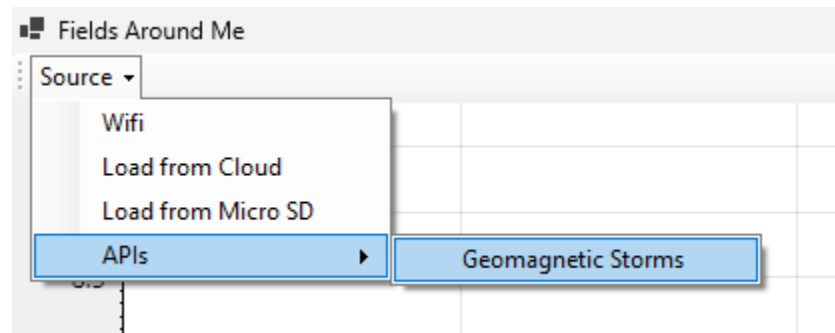 Fields Around Me
Source
Wifi
Load from Cloud
Load from Micro SD
APIs
Geomagnetic Storms